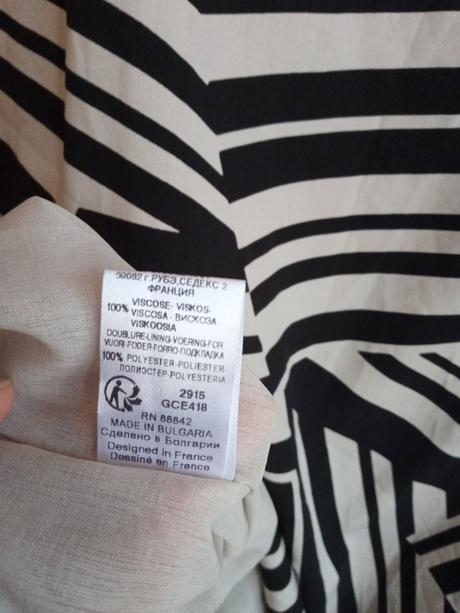 59062 г.РУБЭ,СЕДЕКС 2
ФРАНЦИЯ
VISCOSE- VISKOS-
100% VISCOSA - ВИСКОЗА -
VISKOOSIA
DOUBLURE-LINING-VOERING-FOR
VUORI-FODER-FORRO-ПОДКЛАДКА
100% POLYESTER-POLIESTER-
ПОЛИЭСТЕР-POLYESTERIA
2915
GCE418
RN 88842
MADE IN BULGARIA
Сделано в Болгарии
Designed in France
Dessiné en France